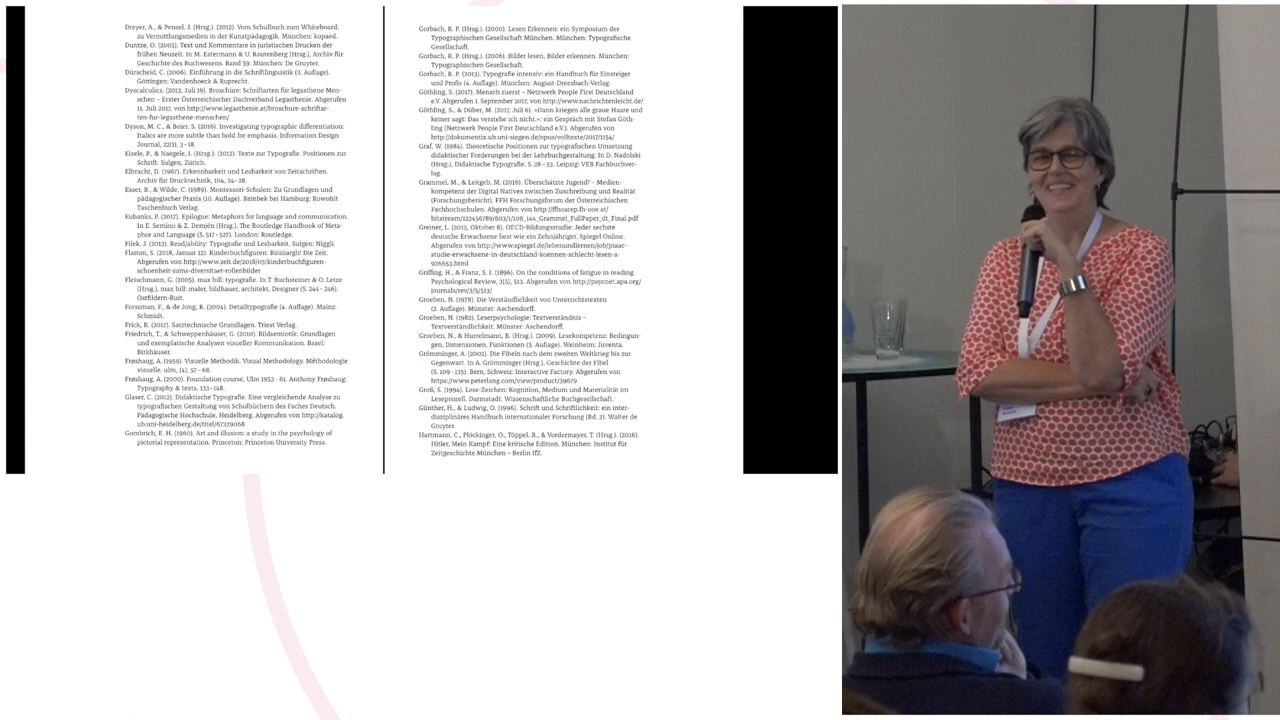 Dreyer, A., & Penzel, J. (Hrsg.). (2012). Vom Schulbuch zum Whiteboard:
zu Vermittlungsmedien in der Kunstpädagogik. München: kopaed.
Duntze, O. (2005). Text und Kommentare in juristischen Drucken der
frühen Neuzeit. In M. Estermann & U. Rautenberg (Hrsg.), Archiv für
Geschichte des Buchwesens. Band 59. München: De Gruyter.
Dürscheid, C. (2006). Einführung in die Schriftlinguistik (3. Auflage).
Göttingen: Vandenhoeck & Ruprecht.
Dyscalculics. (2013, Juli 19). Broschüre: Schriftarten für legasthene Men-
schen – Erster Österreichischer Dachverband Legasthenie. Abgerufen
11. Juli 2017, von http://www.legasthenie.at/broschure-schriftar-
ten-fur-legasthenie-menschen/
Dyson, M. C., & Beier, S. (2016). Investigating typographic differentiation:
Italics are more subtle than bold for emphasis. Information Design
Journal, 22(1), 3–18.
Eisele, P., & Naegele, I. (Hrsg.). (2012). Texte zur Typografie. Positionen zur
Schrift. Sulgen, Zürich.
Elbracht, D. (1967). Erkennbarkeit und Lesbarkeit von Zeitschriften.
Archiv für Drucktechnik, 104, 24–28.
Esser, B., & Wilde, C. (1989). Montessori-Schulen: Zu Grundlagen und
pädagogischer Praxis (10. Auflage). Reinbek bei Hamburg: Rowohlt
Taschenbuch Verlag.
Eubanks, P. (2017). Epilogue: Metaphors for language and communication.
In E. Semino & Z. Demjén (Hrsg.), The Routledge Handbook of Meta-
phor and Language (S. 517–527). London: Routledge.
Filek, J. (2013). Read/ability: Typografie und Lesbarkeit. Sulgen: Niggli.
Flamm, S. (2018, Januar 12). Kinderbuchfiguren: Büüüargh! Die Zeit.
Abgerufen von http://www.zeit.de/2018/03/kinderbuchfiguren-
schoenheit-sams-diversitaet-rollenbilder
Fleischmann, G. (2005). max bill: typografie. In T. Buchsteiner & O. Letze
(Hrsg.), max bill: maler, bildhauer, architekt, Designer (S. 244–246).
Ostfildern-Ruit.
Forssman, F., & de Jong, R. (2004). Detailtypografie (4. Auflage). Mainz:
Schmidt.
Frick, R. (2017). Satztechnische Grundlagen. Triest Verlag.
Friedrich, T., & Schweppenhäuser, G. (2010). Bildsemiotik: Grundlagen
und exemplarische Analysen visueller Kommunikation. Basel:
Birkhäuser.
Frøshaug, A. (1959). Visuelle Methodik, Visual Methodology. Méthodologie
visuelle. ulm, (4), 57–68.
Frøshaug, A. (2000). Foundation course, Ulm 1953–61. Anthony Frøshaug:
Typography & texts, 133–148.
Glaser, C. (2012). Didaktische Typografie. Eine vergleichende Analyse zu
typografischen Gestaltung von Schulbüchern des Faches Deutsch.
Pädagogische Hochschule, Heidelberg. Abgerufen von http://katalog.
ub.uni-heidelberg.de/titel/67329068
Gombrich, E. H. (1960). Art and illusion: a study in the psychology of
pictorial representation. Princeton: Princeton University Press.
Gorbach, R. P. (Hrsg.). (2000). Lesen Erkennen: ein Symposium der
Typographischen Gesellschaft München. München: Typografische
Gesellschaft.
Gorbach, R. P. (Hrsg.). (2006). Bilder lesen, Bilder erkennen. München:
Typographischen Gesellschaft.
Gorbach, R. P. (2013). Typografie intensiv: ein Handbuch für Einsteiger
und Profis (4. Auflage). München: August-Dreesbach-Verlag.
Göthling, S. (2017). Mensch zuerst – Netzwerk People First Deutschland
e.V. Abgerufen 1. September 2017, von http://www.nachrichtenleicht.de/
Göthling, S., & Düber, M. (2017, Juli 6). »Dann kriegen alle graue Haare und
keiner sagt: Das verstehe ich nicht.«: ein Gespräch mit Stefan Göth-
ling (Netzwerk People First Deutschland e.V.). Abgerufen von
http://dokumentix.ub.uni-siegen.de/opus/volltexte/2017/1154/
Graf, W. (1984). Theoretische Positionen zur typografischen Umsetzung
didaktischer Forderungen bei der Lehrbuchgestaltung. In D. Nadolski
(Hrsg.), Didaktische Typografie. S. 28–33. Leipzig: VEB Fachbuchver-
lag.
Grammel, M., & Leitgeb, M. (2016). Überschätzte Jugend? – Medien-
kompetenz der Digital Natives zwischen Zuschreibung und Realität
(Forschungsbericht). FFH Forschungsforum der Österreichischen
Fachhochschulen. Abgerufen von http://ffhoarep.fh-ooe.at/
bitstream/123456789/603/1/106_144_Grammel_FullPaper_dt_Final.pdf
Greiner, L. (2013, Oktober 8). OECD-Bildungsstudie: Jeder sechste
deutsche Erwachsene liest wie ein Zehnjähriger. Spiegel Online.
Abgerufen von http://www.spiegel.de/lebenundlernen/job/piaac-
studie-erwachsene-in-deutschland-koennen-schlecht-lesen-a-
926653.html
Griffing, H., & Franz, S. I. (1896). On the conditions of fatigue in reading.
Psychological Review, 3(5), 513. Abgerufen von http://psycnet.apa.org/
journals/rev/3/5/513/
Groeben, N. (1978). Die Verständlichkeit von Unterrichtstexten
(2. Auflage). Münster: Aschendorff.
Groeben, N. (1982). Leserpsychologie: Textverständnis –
Textverständlichkeit. Münster: Aschendorff.
Groeben, N., & Hurrelmann, B. (Hrsg.). (2009). Lesekompetenz: Bedingun-
gen, Dimensionen, Funktionen (3. Auflage). Weinheim: Juventa.
Grömminger, A. (2002). Die Fibeln nach dem zweiten Weltkrieg bis zur
Gegenwart. In A. Grömminger (Hrsg.), Geschichte der Fibel
(S. 109–135). Bern, Schweiz: Interactive Factory. Abgerufen von
https://www.peterlang.com/view/product/39679
Groß, S. (1994). Lese-Zeichen: Kognition, Medium und Materialität im
Leseprozeß. Darmstadt: Wissenschaftliche Buchgesellschaft.
Günther, H., & Ludwig, O. (1996). Schrift und Schriftlichkeit: ein inter-
disziplinäres Handbuch internationaler Forschung (Bd. 2). Walter de
Gruyter.
Hartmann, C., Plöckinger, O., Töppel, R., & Vordermayer, T. (Hrsg.). (2016).
Hitler, Mein Kampf: Eine kritische Edition. München: Institut für
Zeitgeschichte München – Berlin IfZ.